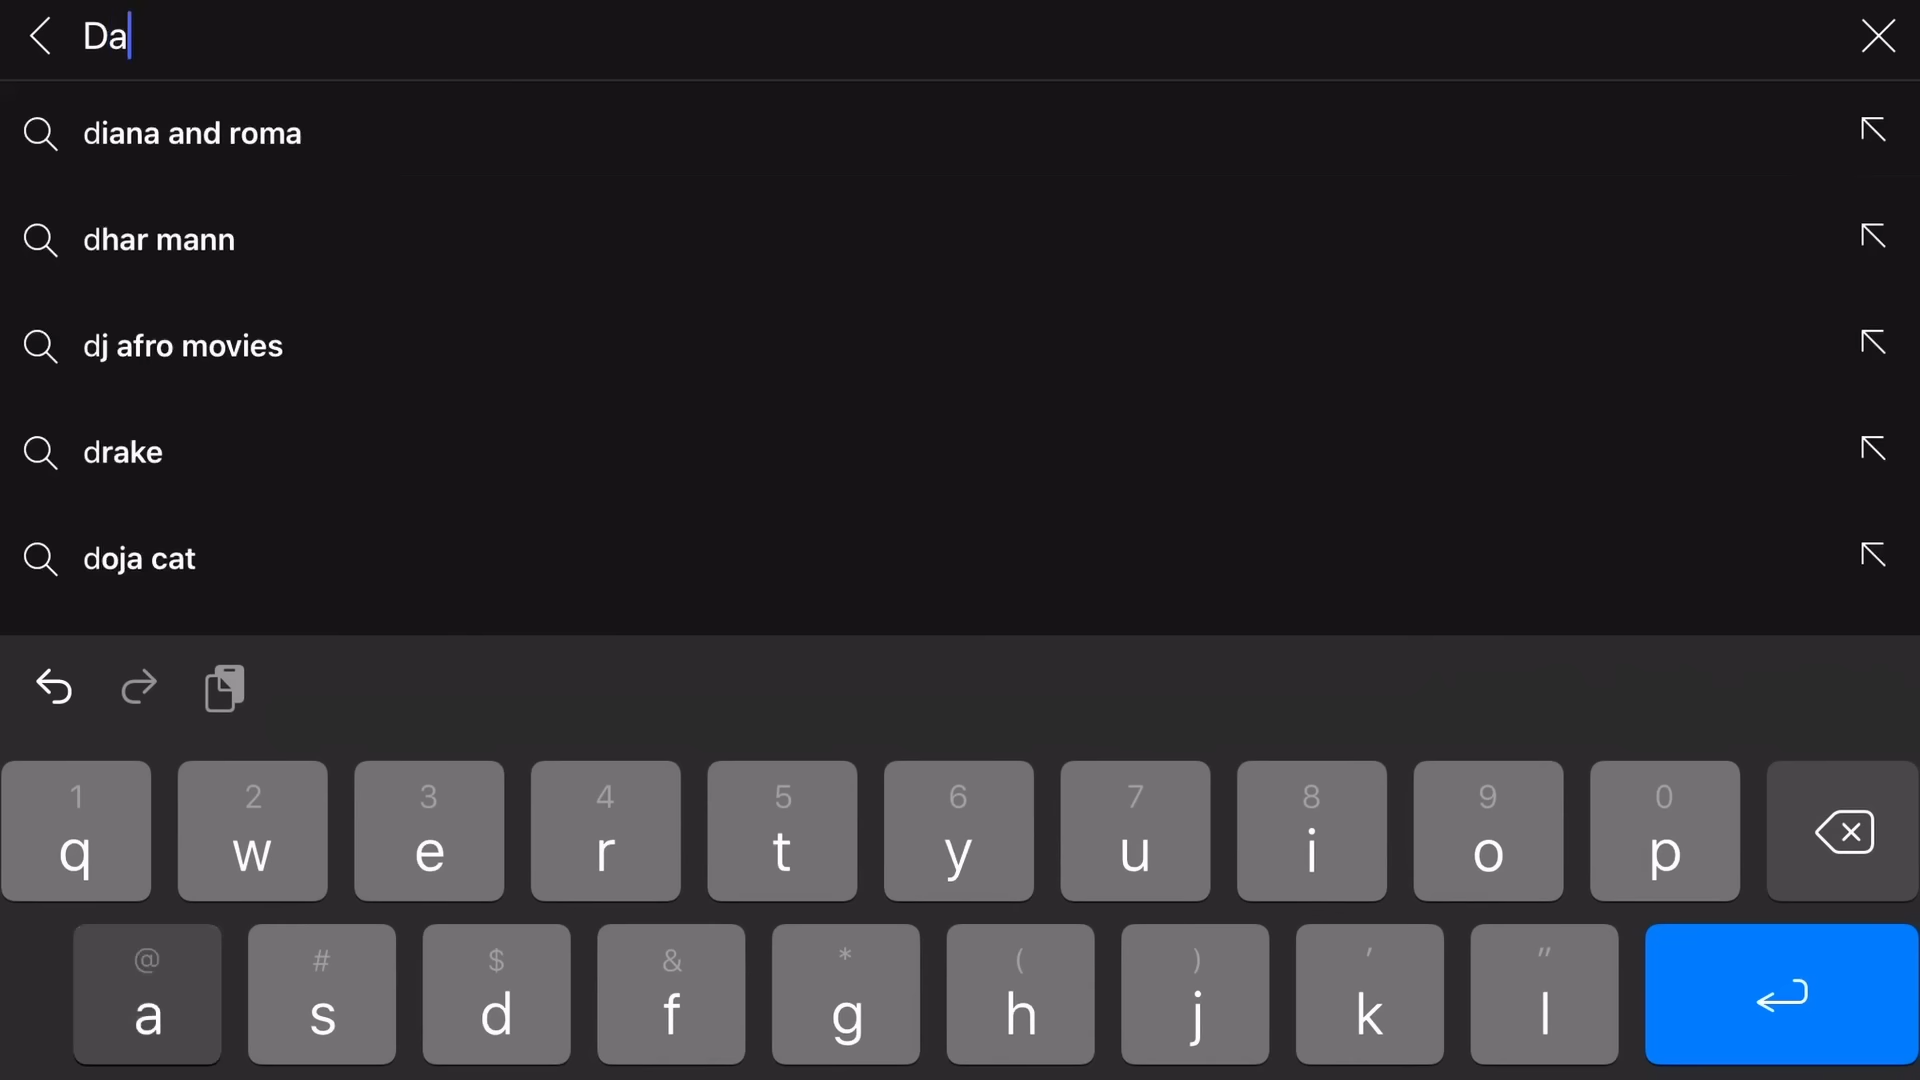 Da
diana and roma
dhar mann
dj afro movies
drake
doja cat
1 2 3 4 5 6 7 8 9 0
q w e r t y u i o p
@ # $ & * ( ) ' "
a s d f g h j k l